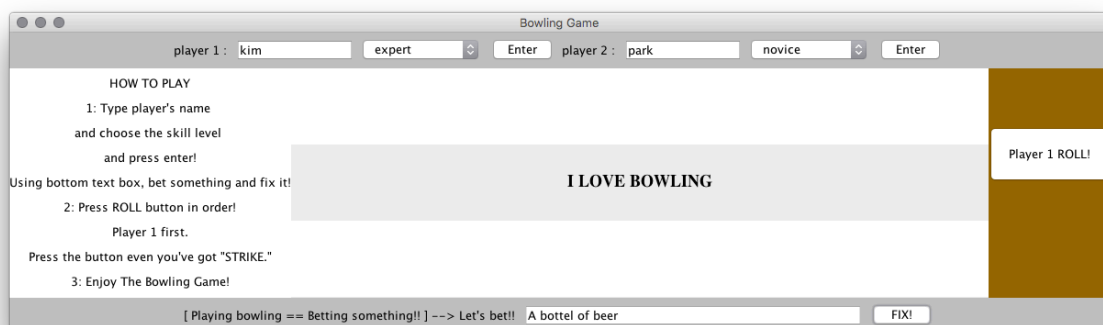 Bowling Game
player 1 : kim expert Enter player 2 : park novice Enter
HOW TO PLAY
1: Type player's name
and choose the skill level
and press enter!
Using bottom text box, bet something and fix it!
2: Press ROLL button in order!
Player 1 first.
Press the button even you've got "STRIKE."
3: Enjoy The Bowling Game!
I LOVE BOWLING
Player 1 ROLL!
[ Playing bowling == Betting something!! ] --> Let's bet!! A bottel of beer FIX!